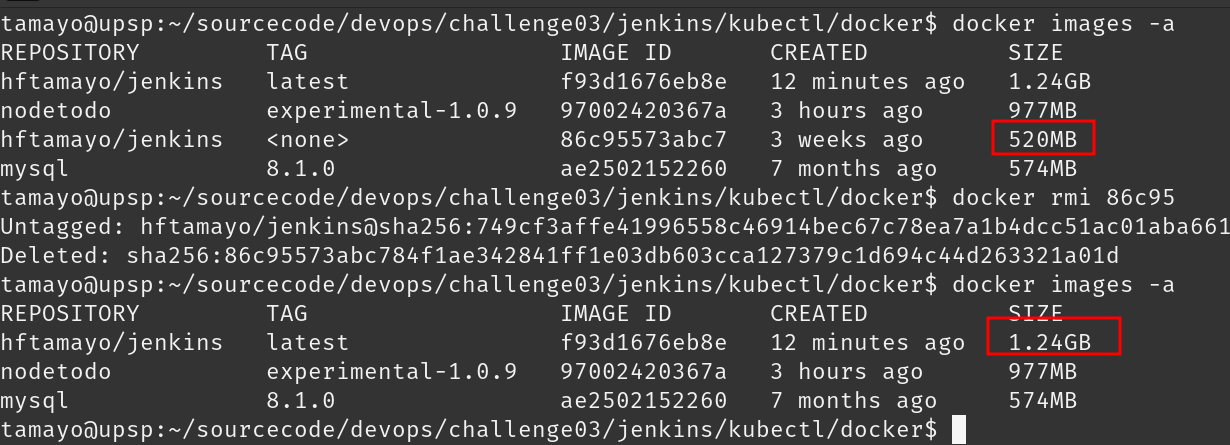 tamayo@upsp:~/sourcecode/devops/challenge03/jenkins/kubectl/docker$ docker images -a
REPOSITORY TAG IMAGE ID CREATED SIZE
hftamayo/jenkins latest f93d1676eb8e 12 minutes ago 1.24GB
nodetodo experimental-1.0.9 97002420367a 3 hours ago 977MB
hftamayo/jenkins <none> 86c95573abc7 3 weeks ago 520MB
mysql 8.1.0 ae2502152260 7 months ago 574MB
tamayo@upsp:~/sourcecode/devops/challenge03/jenkins/kubectl/docker$ docker rmi 86c95
Untagged: hftamayo/jenkins@sha256:749cf3affe41996558c46914bec67c78ea7a1b4dcc51ac01aba661
Deleted: sha256:86c95573abc784f1ae342841ff1e03db603cca127379c1d694c44d263321a01d
tamayo@upsp:~/sourcecode/devops/challenge03/jenkins/kubectl/docker$ docker images -a
REPOSITORY TAG IMAGE ID CREATED SIZE
hftamayo/jenkins latest f93d1676eb8e 12 minutes ago 1.24GB
nodetodo experimental-1.0.9 97002420367a 3 hours ago 977MB
mysql 8.1.0 ae2502152260 7 months ago 574MB
tamayo@upsp:~/sourcecode/devops/challenge03/jenkins/kubectl/docker$